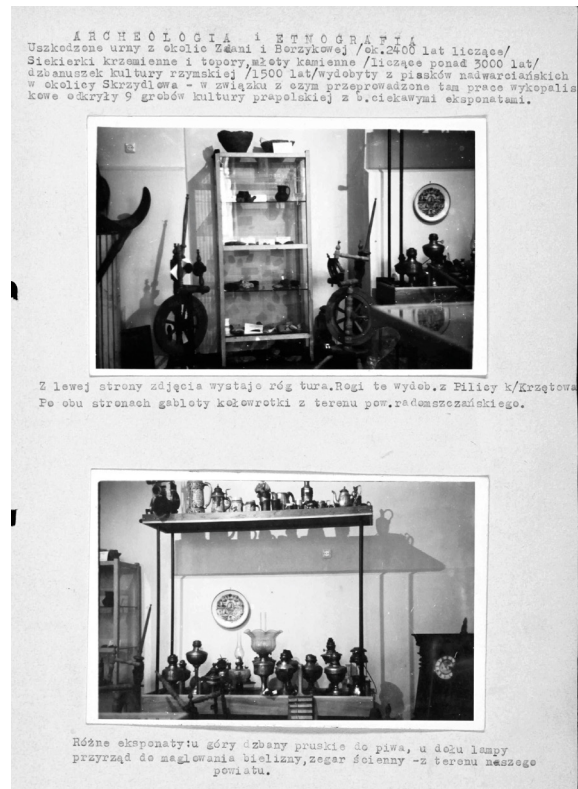 ARCHEOLOGIA i ETNOGRAFIA
Uszkodzone urny z okolic Żdani i Borzykowej /ok.2400 lat liczące/
Siekierki krzemienne i topory,młoty kamienne /liczące ponad 3000 lat/
dzbanuszek kultury rzymskiej /1500 lat/wydobyty z piasków nadwarciańskich
w okolicy Skrzydlowa - w związku z czym przeprowadzone tam prace wykopalis
kowe odkryły 9 grobów kultury prapolskiej z b.ciekawymi eksponatami.
Z lewej strony zdjęcia wystaje róg tura.Rogi te wydob.z Pilicy k/Krzętowa
Po obu stronach gabloty kołowrotki z terenu pow.radomszczańskiego.
Różne eksponaty:u góry dzbany pruskie do piwa, u dołu lampy
przyrząd do maglowania bielizny,zegar ścienny -z terenu naszego
powiatu.